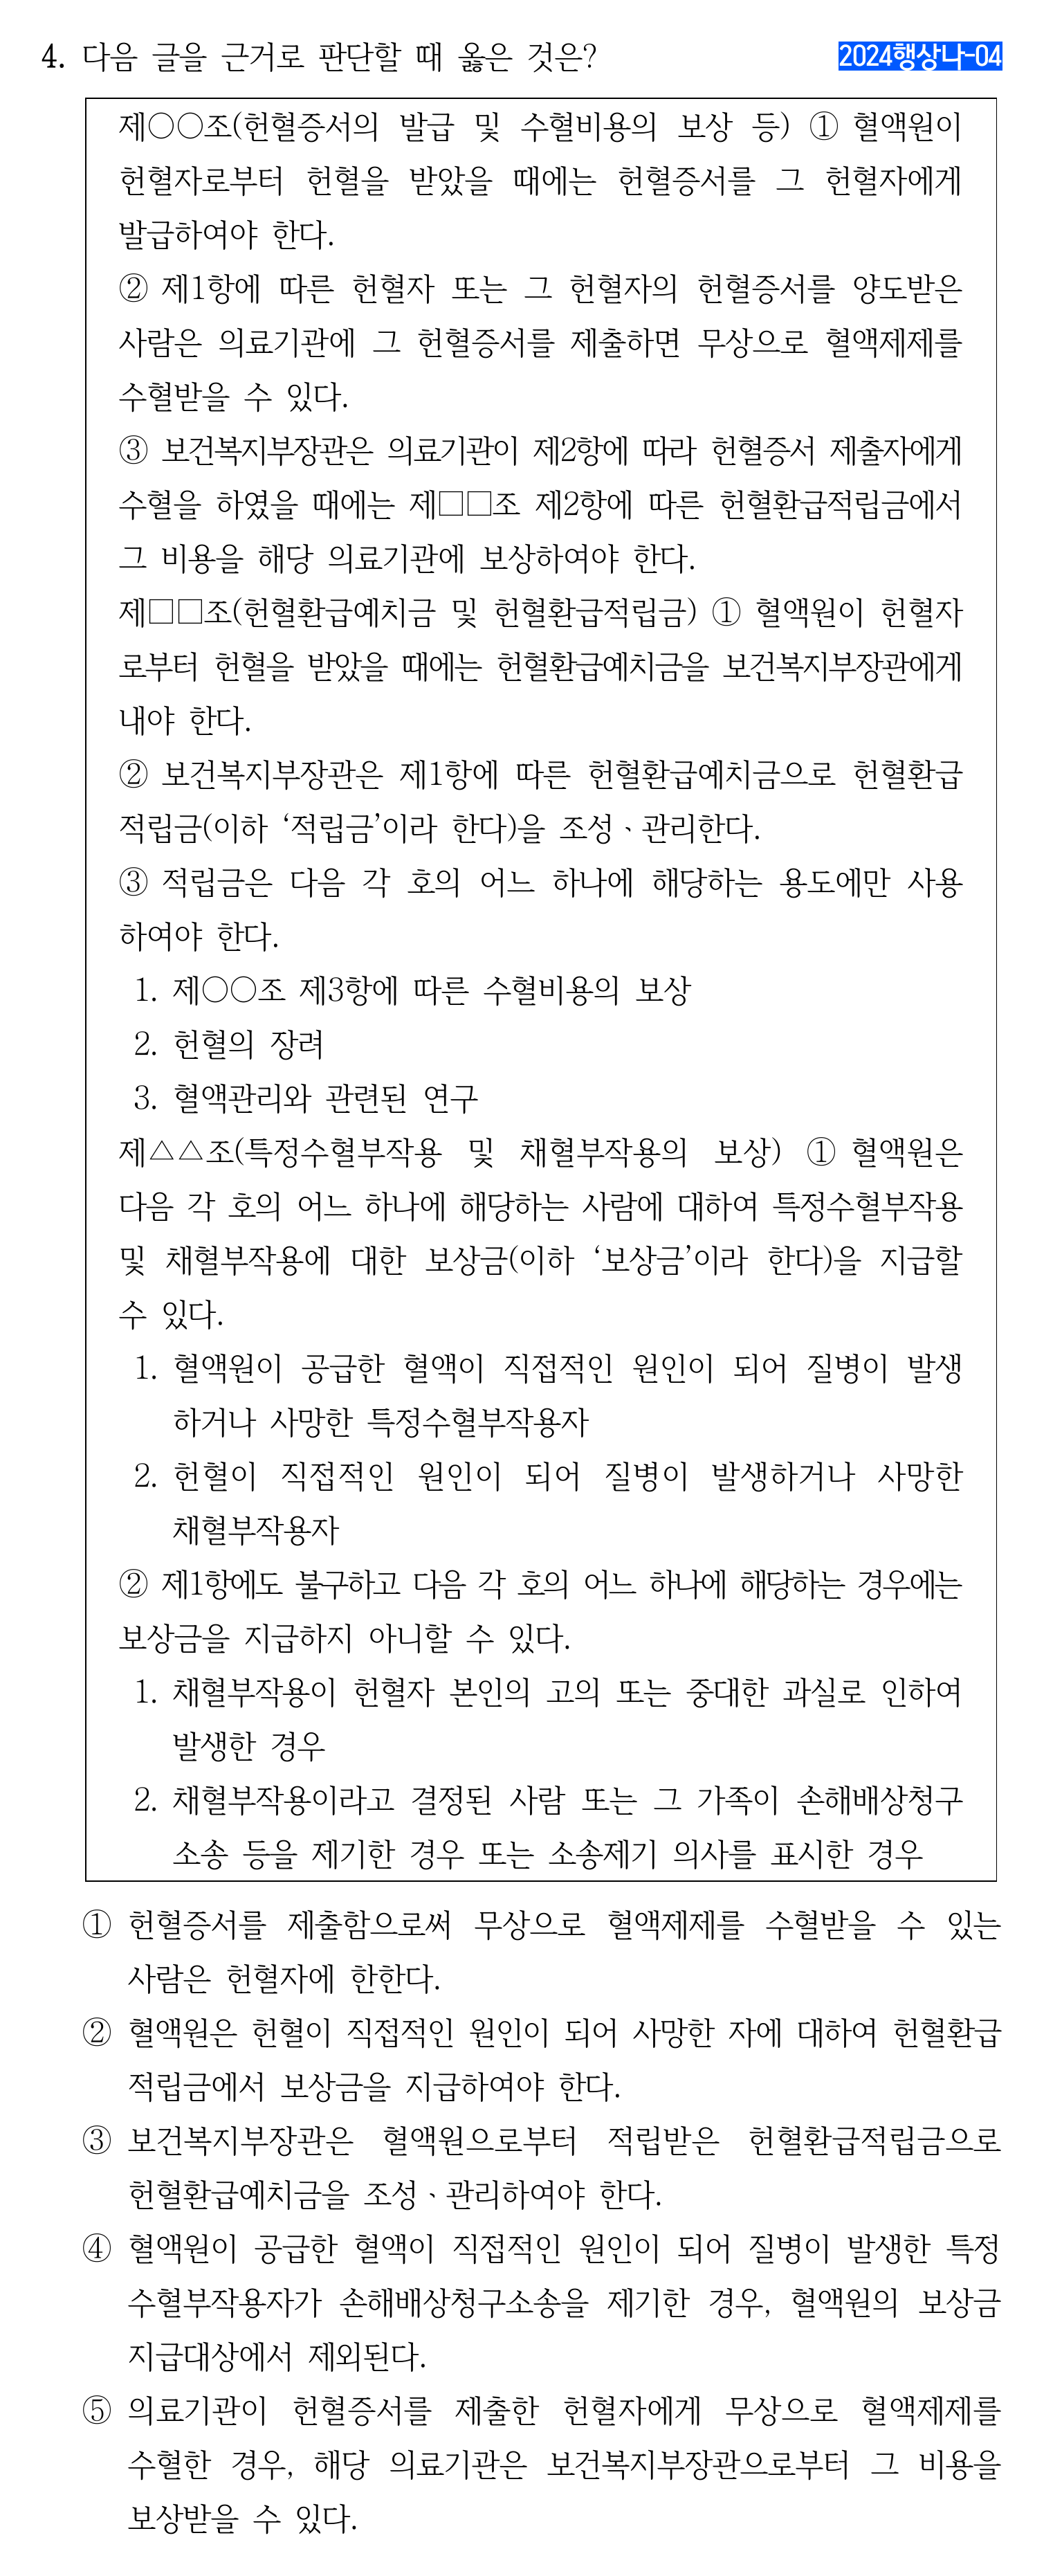 4. 다음 글을 근거로 판단할 때 옳은 것은?
2024행상나-04
제○○조(헌혈증서의 발급 및 수혈비용의 보상 등) ① 혈액원이
헌혈자로부터 헌혈을 받았을 때에는 헌혈증서를 그 헌혈자에게
발급하여야 한다.
② 제1항에 따른 헌혈자 또는 그 헌혈자의 헌혈증서를 양도받은
사람은 의료기관에 그 헌혈증서를 제출하면 무상으로 혈액제제를
수혈받을 수 있다.
③ 보건복지부장관은 의료기관이 제2항에 따라 헌혈증서 제출자에게
수혈을 하였을 때에는 제□□조 제2항에 따른 헌혈환급적립금에서
그 비용을 해당 의료기관에 보상하여야 한다.
제□□조(헌혈환급예치금 및 헌혈환급적립금) ① 혈액원이 헌혈자
로부터 헌혈을 받았을 때에는 헌혈환급예치금을 보건복지부장관에게
내야 한다.
② 보건복지부장관은 제1항에 따른 헌혈환급예치금으로 헌혈환급
적립금(이하 ‘적립금’이라 한다)을 조성、관리한다.
③ 적립금은 다음 각 호의 어느 하나에 해당하는 용도에만 사용
하여야 한다.
1. 제○○조 제3항에 따른 수혈비용의 보상
2. 헌혈의 장려
3. 혈액관리와 관련된 연구
제△△조(특정수혈부작용 및 채혈부작용의 보상) ① 혈액원은
다음 각 호의 어느 하나에 해당하는 사람에 대하여 특정수혈부작용
및 채혈부작용에 대한 보상금(이하 ‘보상금’이라 한다)을 지급할
수 있다.
1. 혈액원이 공급한 혈액이 직접적인 원인이 되어 질병이 발생
하거나 사망한 특정수혈부작용자
2. 헌혈이 직접적인 원인이 되어 질병이 발생하거나 사망한
채혈부작용자
② 제1항에도 불구하고 다음 각 호의 어느 하나에 해당하는 경우에는
보상금을 지급하지 아니할 수 있다.
1. 채혈부작용이 헌혈자 본인의 고의 또는 중대한 과실로 인하여
발생한 경우
2. 채혈부작용이라고 결정된 사람 또는 그 가족이 손해배상청구
소송 등을 제기한 경우 또는 소송제기 의사를 표시한 경우
① 헌혈증서를 제출함으로써 무상으로 혈액제제를 수혈받을 수 있는
사람은 헌혈자에 한한다.
② 혈액원은 헌혈이 직접적인 원인이 되어 사망한 자에 대하여 헌혈환급
적립금에서 보상금을 지급하여야 한다.
③ 보건복지부장관은 혈액원으로부터 적립받은 헌혈환급적립금으로
헌혈환급예치금을 조성、관리하여야 한다.
④ 혈액원이 공급한 혈액이 직접적인 원인이 되어 질병이 발생한 특정
수혈부작용자가 손해배상청구소송을 제기한 경우, 혈액원의 보상금
지급대상에서 제외된다.
⑤ 의료기관이 헌혈증서를 제출한 헌혈자에게 무상으로 혈액제제를
수혈한 경우, 해당 의료기관은 보건복지부장관으로부터 그 비용을
보상받을 수 있다.